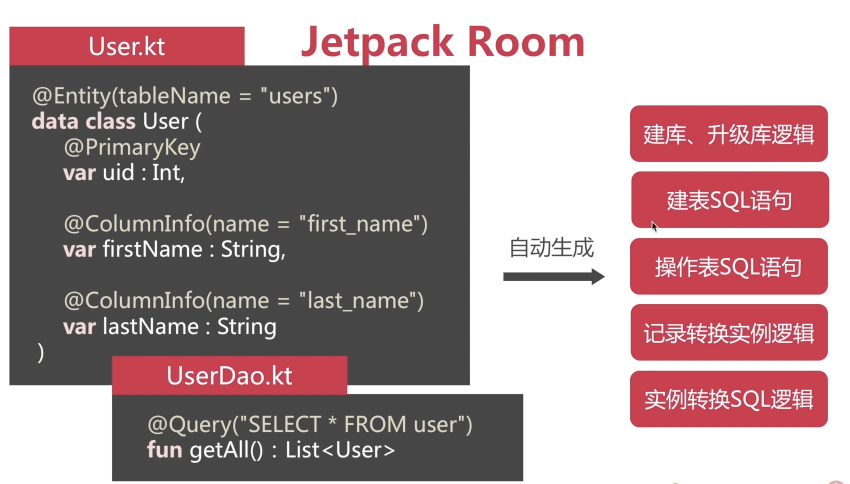 Jetpack Room
User.kt
@Entity(tableName = "users")
data class User (
@PrimaryKey
var uid : Int,
@ColumnInfo(name = "first_name")
var firstName : String,
@ColumnInfo(name = "last_name")
var lastName : String
)
UserDao.kt
@Query("SELECT * FROM user")
fun getAll() : List<User>
自动生成
建库、升级库逻辑
建表SQL语句
操作表SQL语句
记录转换实例逻辑
实例转换SQL逻辑